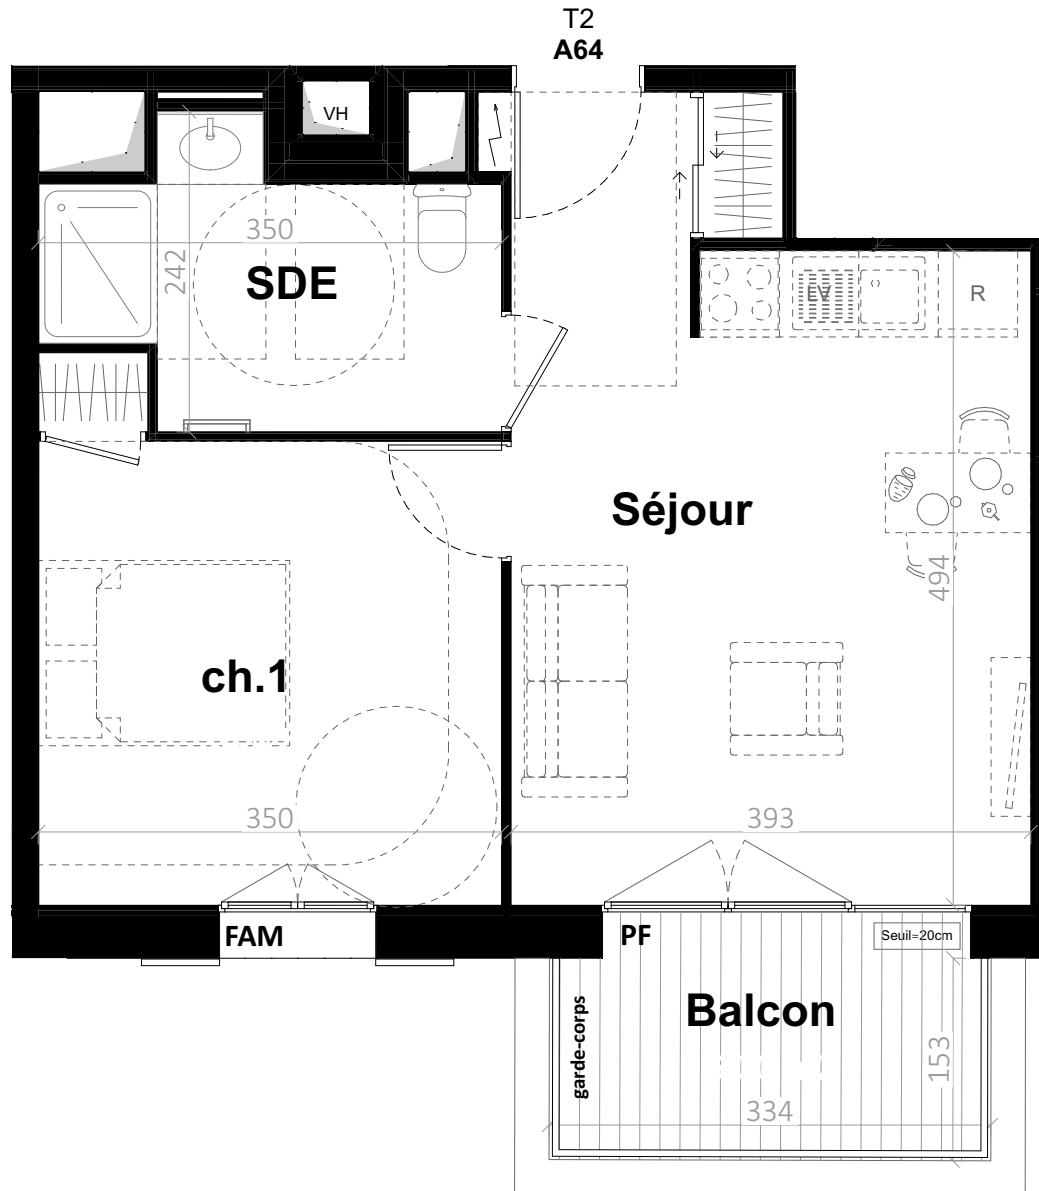 T2
A64
VH
350
242
SDE
LV
R
Séjour
494
ch.1
350
393
FAM
PF
Seuil≈20cm
garde-corps
Balcon
153
334